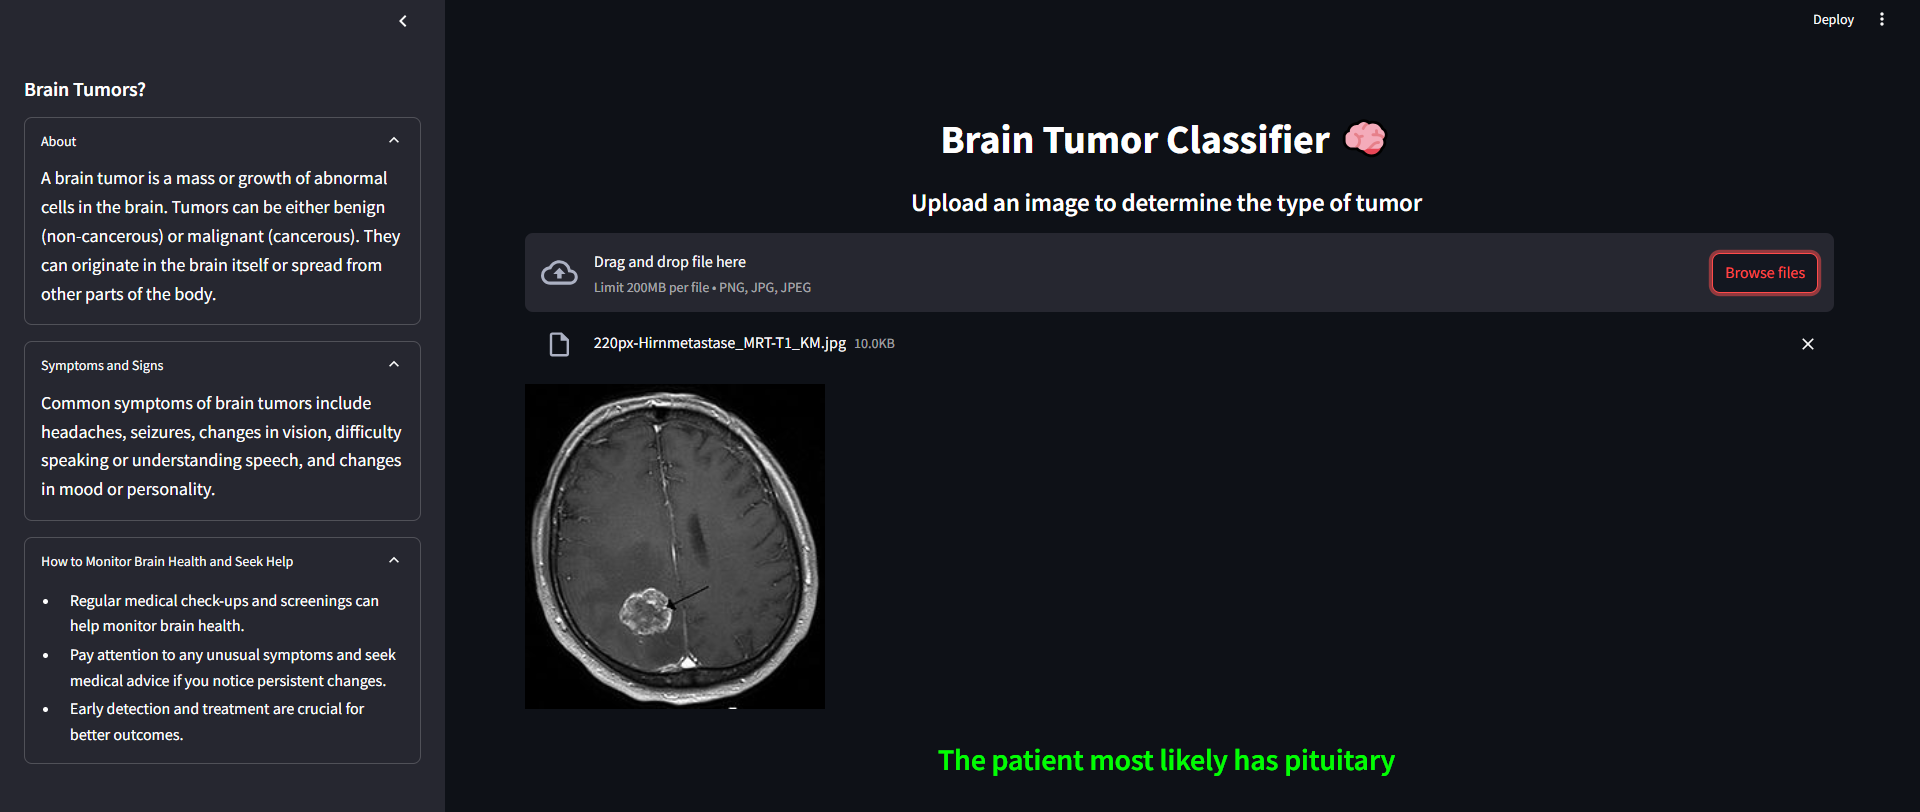 Deploy
Brain Tumors?
About
A brain tumor is a mass or growth of abnormal
cells in the brain. Tumors can be either benign
(non-cancerous) or malignant (cancerous). They
can originate in the brain itself or spread from
other parts of the body.
Symptoms and Signs
Common symptoms of brain tumors include
headaches, seizures, changes in vision, difficulty
speaking or understanding speech, and changes
in mood or personality.
How to Monitor Brain Health and Seek Help
• Regular medical check-ups and screenings can
help monitor brain health.
• Pay attention to any unusual symptoms and seek
medical advice if you notice persistent changes.
• Early detection and treatment are crucial for
better outcomes.
Brain Tumor Classifier 🧠
Upload an image to determine the type of tumor
Drag and drop file here
Limit 200MB per file • PNG, JPG, JPEG
Browse files
220px-Hirnmetastase_MRT-T1_KM.jpg 10.0KB
The patient most likely has pituitary